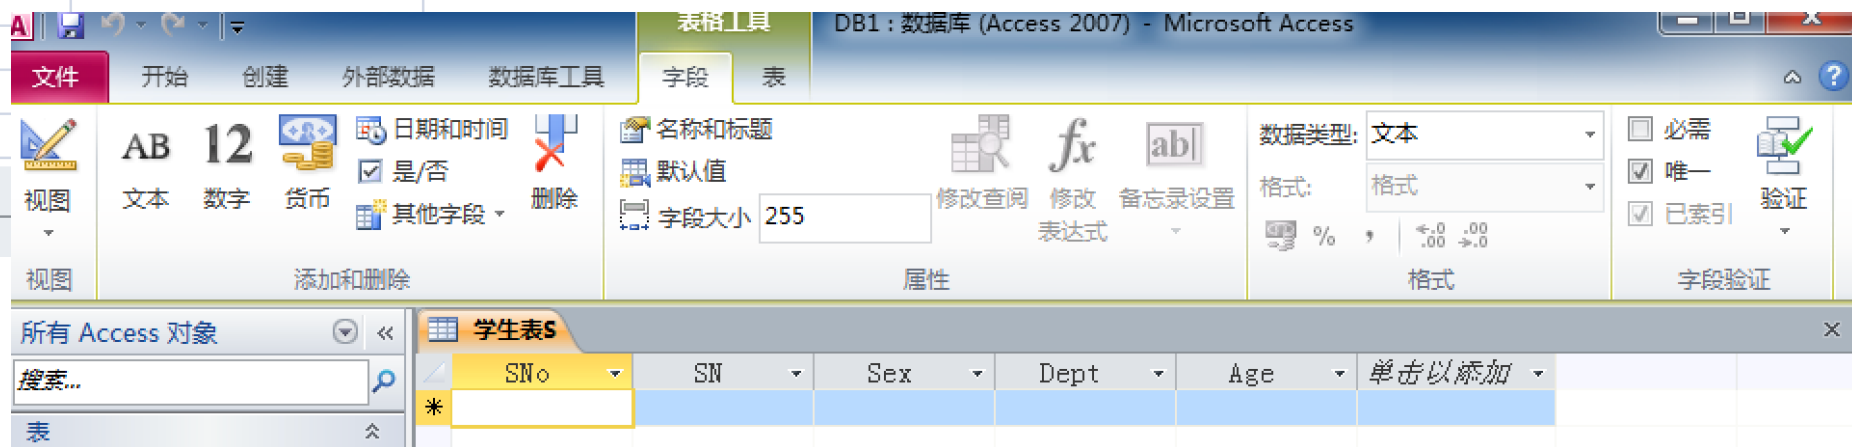 表格工具 DB1 : 数据库 (Access 2007) - Microsoft Access
文件 开始 创建 外部数据 数据库工具 字段 表
AB 12 日期和时间 名称和标题 fx ab| 数据类型: 文本 必需
是/否 默认值 唯一
视图 文本 数字 货币 其他字段 删除 字段大小 255 修改查阅 修改表达式 备忘录设置 格式: 格式 已索引 验证
% , .0 .00 .00 .0
视图 添加和删除 属性 格式 字段验证
所有 Access 对象 « 学生表S
搜索... SNo SN Sex Dept Age 单击以添加
表